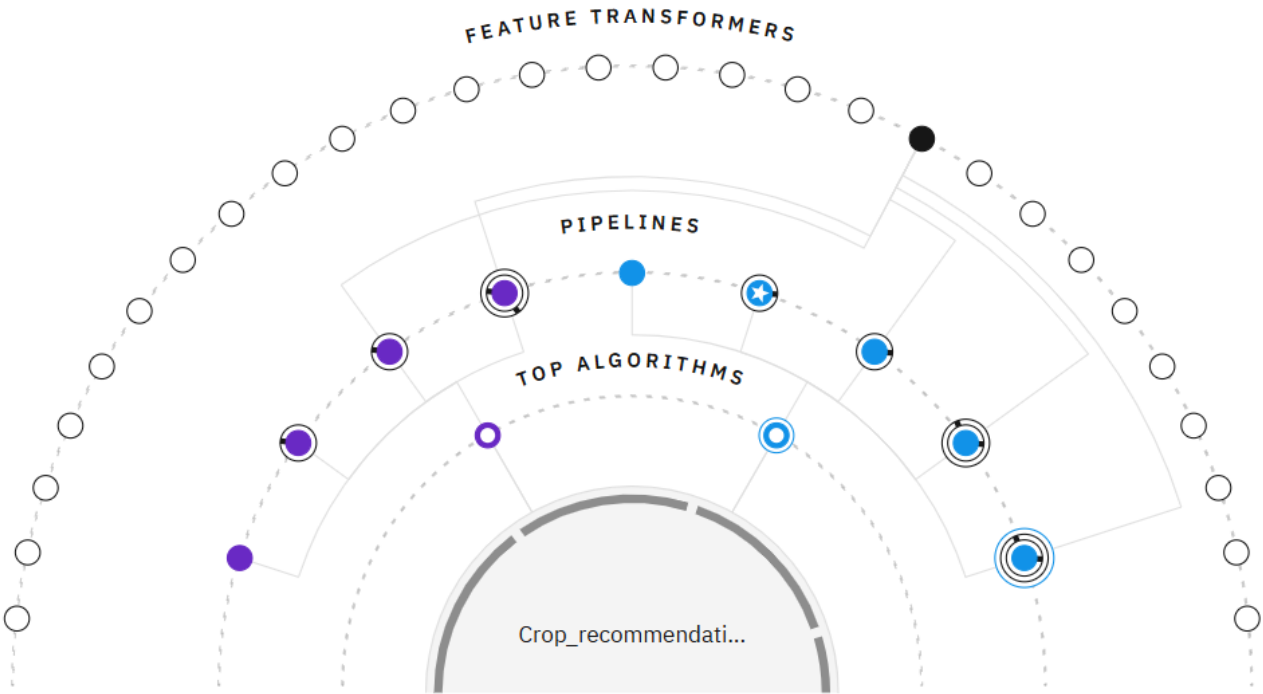 FEATURE TRANSFORMERS
PIPELINES
TOP ALGORITHMS
Crop_recommendati...